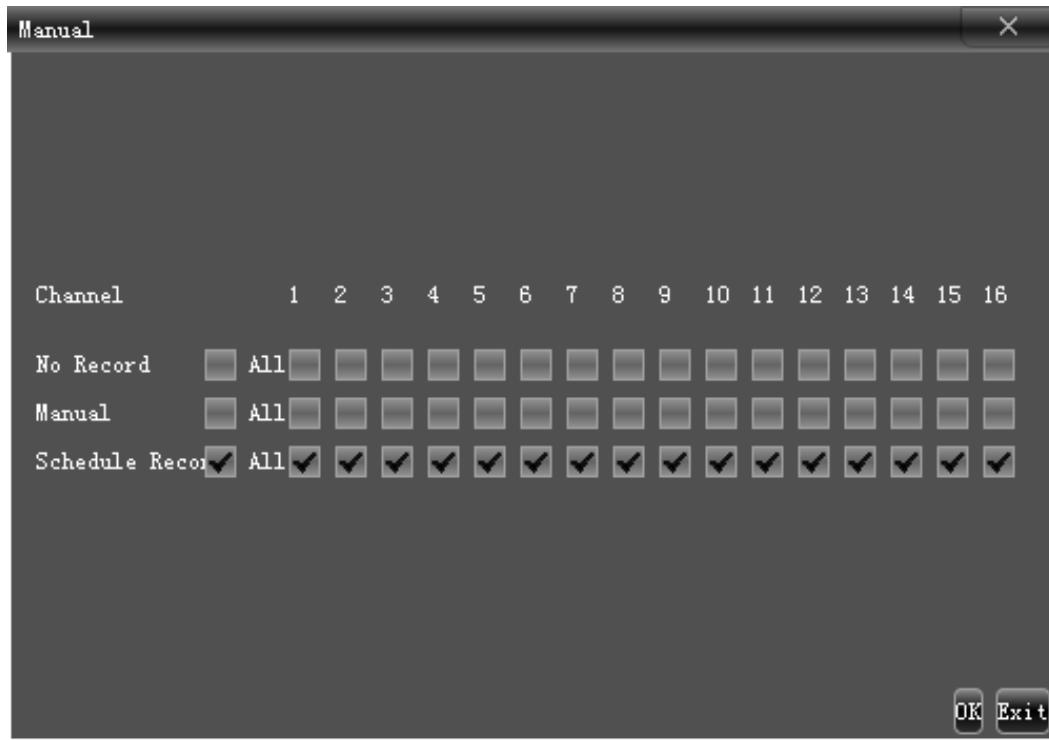 Manual
Channel 1 2 3 4 5 6 7 8 9 10 11 12 13 14 15 16
No Record All
Manual All
Schedule Recor All
OK Exit